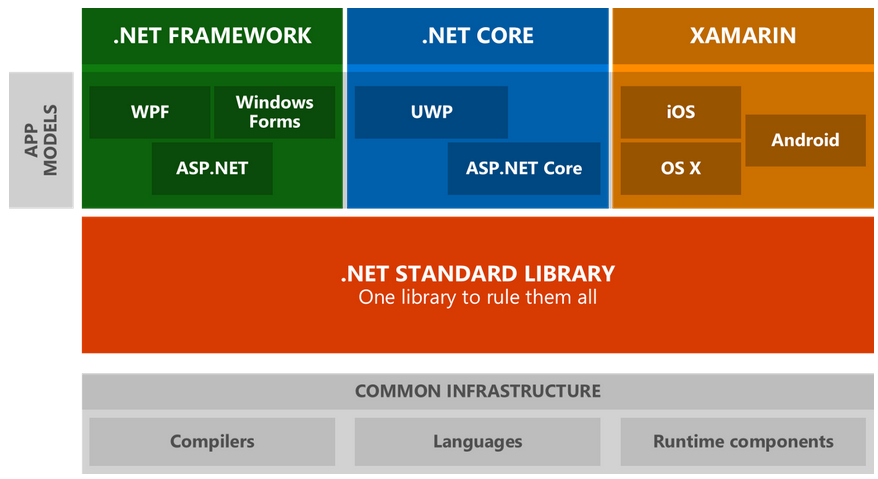 .NET FRAMEWORK
.NET CORE
XAMARIN
APP
MODELS
WPF
Windows
Forms
ASP.NET
UWP
ASP.NET Core
iOS
Android
OS X
.NET STANDARD LIBRARY
One library to rule them all
COMMON INFRASTRUCTURE
Compilers
Languages
Runtime components